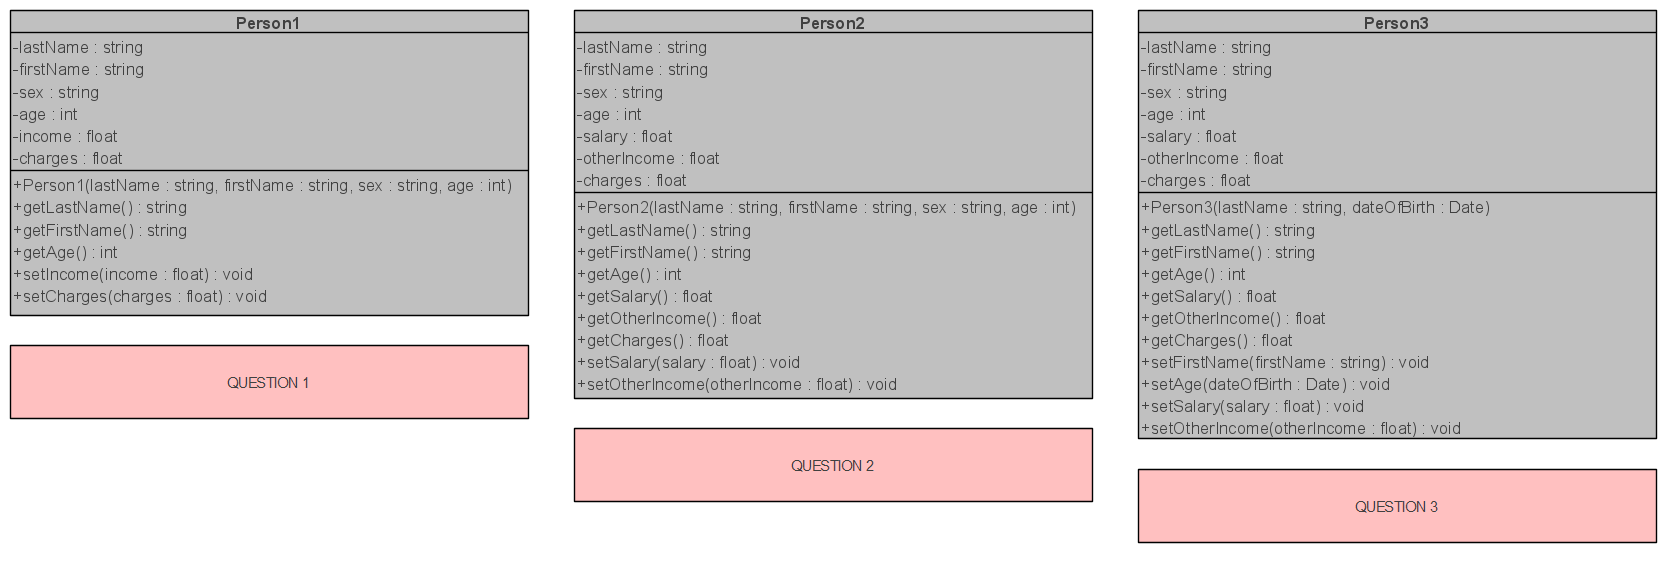 Person1
-lastName : string
-firstName : string
-sex : string
-age : int
-income : float
-charges : float
+Person1(lastName : string, firstName : string, sex : string, age : int)
+getLastName() : string
+getFirstName() : string
+getAge() : int
+setIncome(income : float) : void
+setCharges(charges : float) : void
QUESTION 1
Person2
-lastName : string
-firstName : string
-sex : string
-age : int
-salary : float
-otherIncome : float
-charges : float
+Person2(lastName : string, firstName : string, sex : string, age : int)
+getLastName() : string
+getFirstName() : string
+getAge() : int
+getSalary() : float
+getOtherIncome() : float
+getCharges() : float
+setSalary(salary : float) : void
+setOtherIncome(otherIncome : float) : void
QUESTION 2
Person3
-lastName : string
-firstName : string
-sex : string
-age : int
-salary : float
-otherIncome : float
-charges : float
+Person3(lastName : string, dateOfBirth : Date)
+getLastName() : string
+getFirstName() : string
+getAge() : int
+getSalary() : float
+getOtherIncome() : float
+getCharges() : float
+setFirstName(firstName : string) : void
+setAge(dateOfBirth : Date) : void
+setSalary(salary : float) : void
+setOtherIncome(otherIncome : float) : void
QUESTION 3